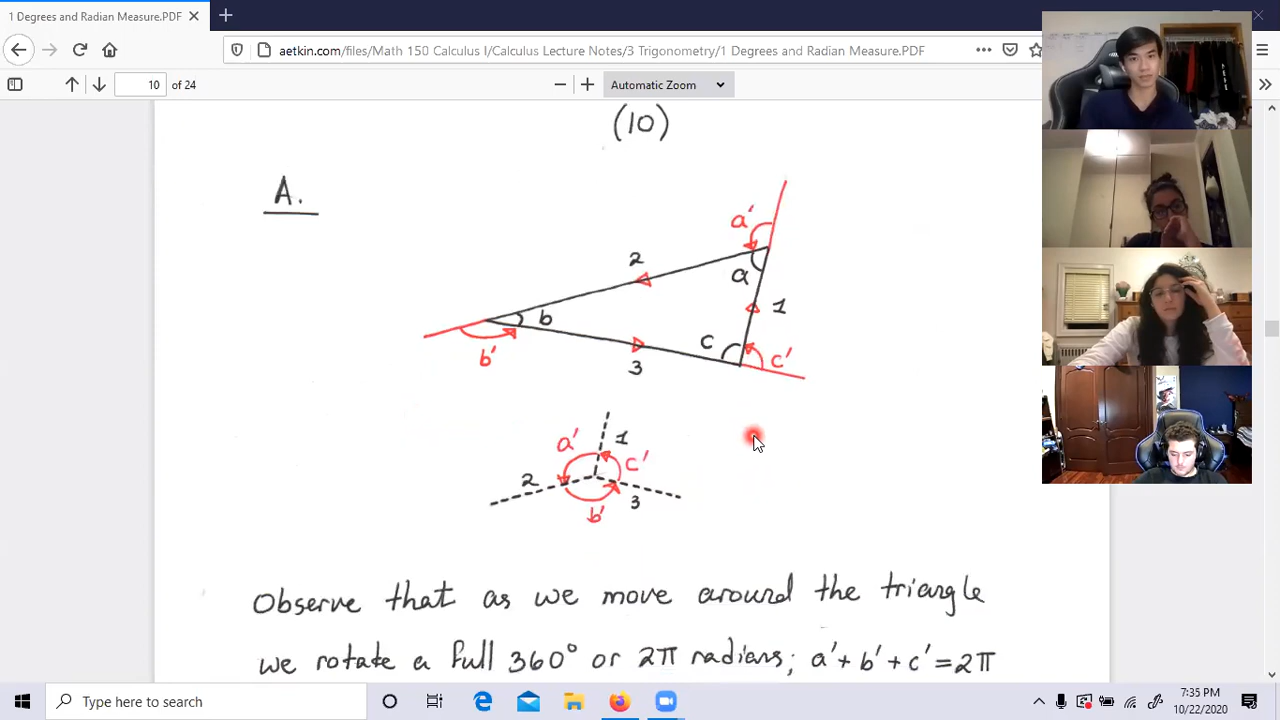 1 Degrees and Radian Measure.PDF
aetkin.com/files/Math 150 Calculus I/Calculus Lecture Notes/3 Trigonometry/1 Degrees and Radian Measure.PDF
10 of 24
Automatic Zoom
(10)
A.
a'
2
a
1
b
c
c'
b'
3
a'
1
c'
2
3
b'
Observe that as we move around the triangle
we rotate a full 360° or 2π radians; a' + b' + c' = 2π
Type here to search
7:35 PM
10/22/2020